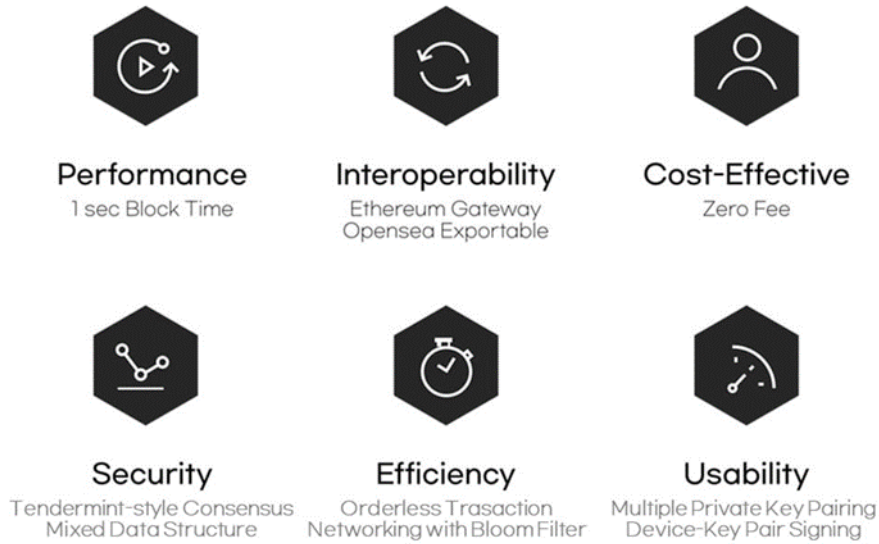 Performance
1 sec Block Time
Interoperability
Ethereum Gateway
Opensea Exportable
Cost-Effective
Zero Fee
Security
Tendermint-style Consensus
Mixed Data Structure
Efficiency
Orderless Trasaction
Networking with Bloom Filter
Usability
Multiple Private Key Pairing
Device-Key Pair Signing